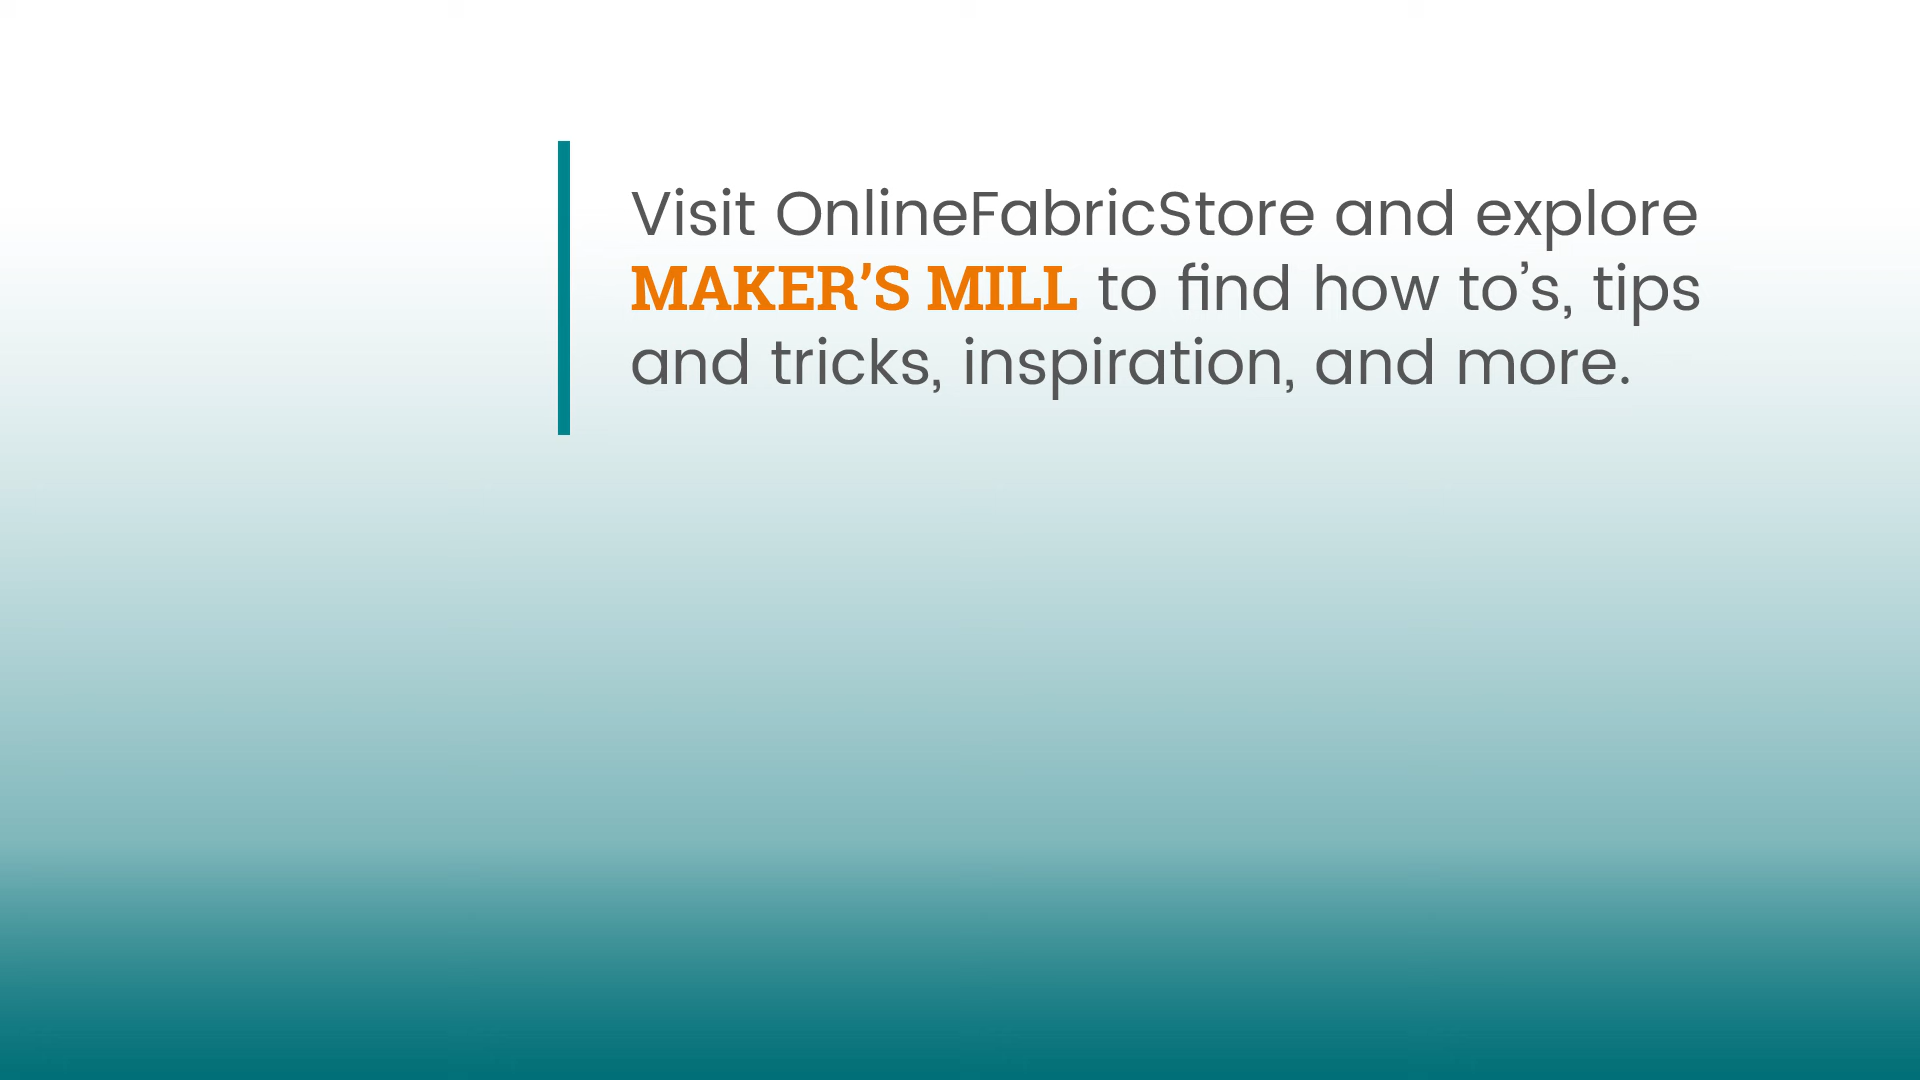 Visit OnlineFabricStore and explore
MAKER’S MILL to find how to’s, tips
and tricks, inspiration, and more.